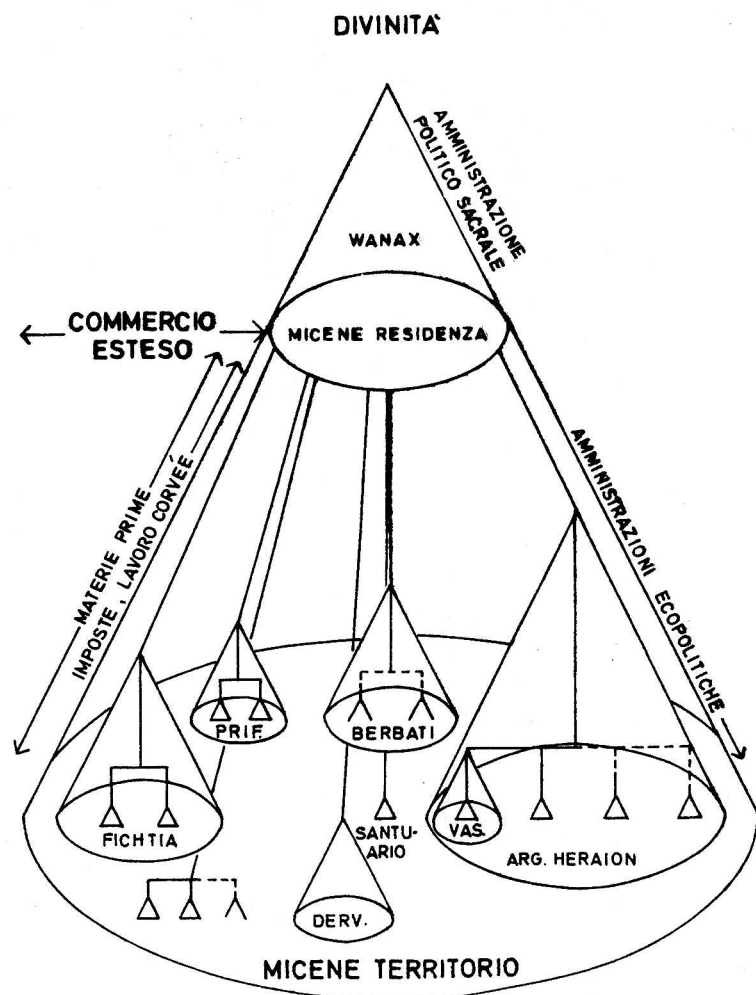 DIVINITÀ
AMMINISTRAZIONE
POLITICO SACRALE
WANAX
MICENE RESIDENZA
COMMERCIO
ESTESO
MATERIE PRIME
IMPOSTE, LAVORO CORVÉE
AMMINISTRAZIONI ECOPOLITICHE
PRIF.
BERBATI
FICHTIA
SANTU-
ARIO
VAS.
ARG. HERAION
DERV.
MICENE TERRITORIO